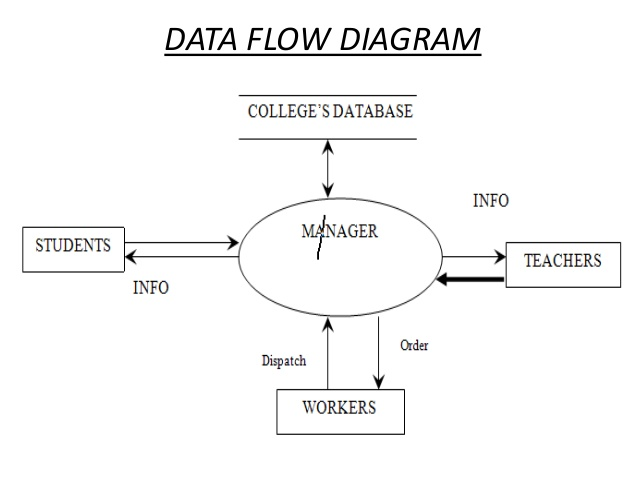 DATA FLOW DIAGRAM
COLLEGE'S DATABASE
INFO
MANAGER
STUDENTS
TEACHERS
INFO
Order
Dispatch
WORKERS